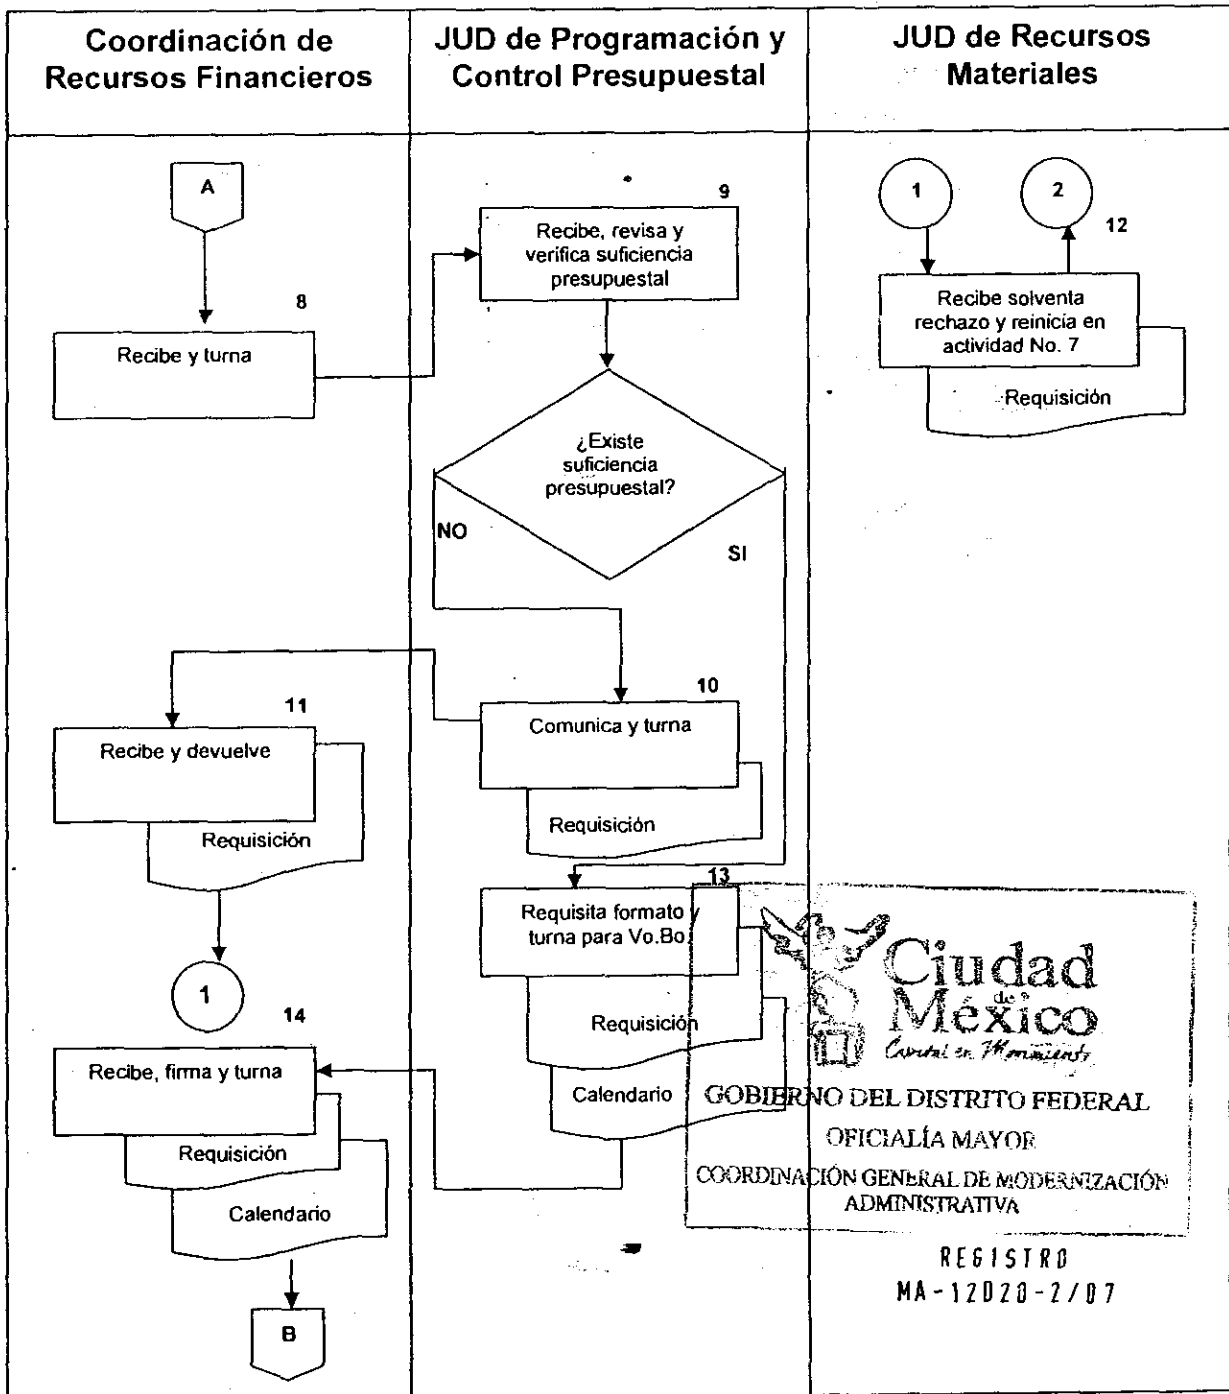 Coordinación de
Recursos Financieros
JUD de Programación y
Control Presupuestal
JUD de Recursos
Materiales
A
8
Recibe y turna
9
Recibe, revisa y
verifica suficiencia
presupuestal
1
2
12
Recibe solventa
rechazo y reinicia en
actividad No. 7
Requisición
¿Existe
suficiencia
presupuestal?
NO
SI
10
Comunica y turna
Requisición
11
Recibe y devuelve
Requisición
1
13
Requisita formato y
turna para Vo.Bo.
Requisición
Calendario
14
Recibe, firma y turna
Requisición
Calendario
B
Ciudad
de
México
Capital en Movimiento
GOBIERNO DEL DISTRITO FEDERAL
OFICIALÍA MAYOR
COORDINACIÓN GENERAL DE MODERNIZACIÓN
ADMINISTRATIVA
REGISTRO
MA-12020-2/07